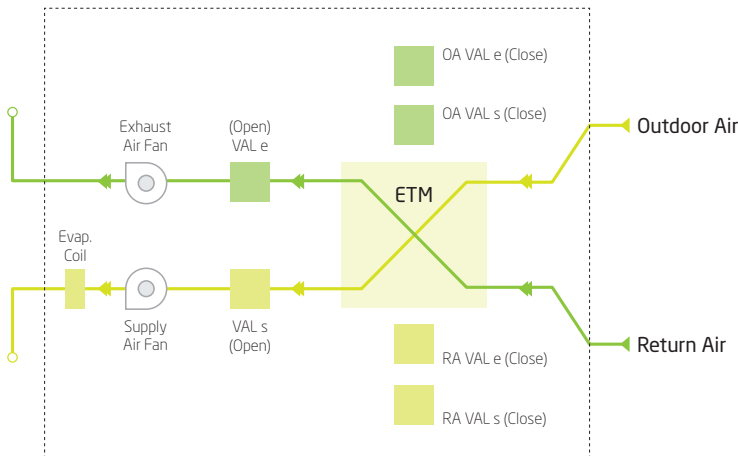 OA VAL e (Close)
OA VAL s (Close)
Outdoor Air
Exhaust
Air Fan
(Open)
VAL e
ETM
Evap.
Coil
Supply
Air Fan
VAL s
(Open)
RA VAL e (Close)
Return Air
RA VAL s (Close)